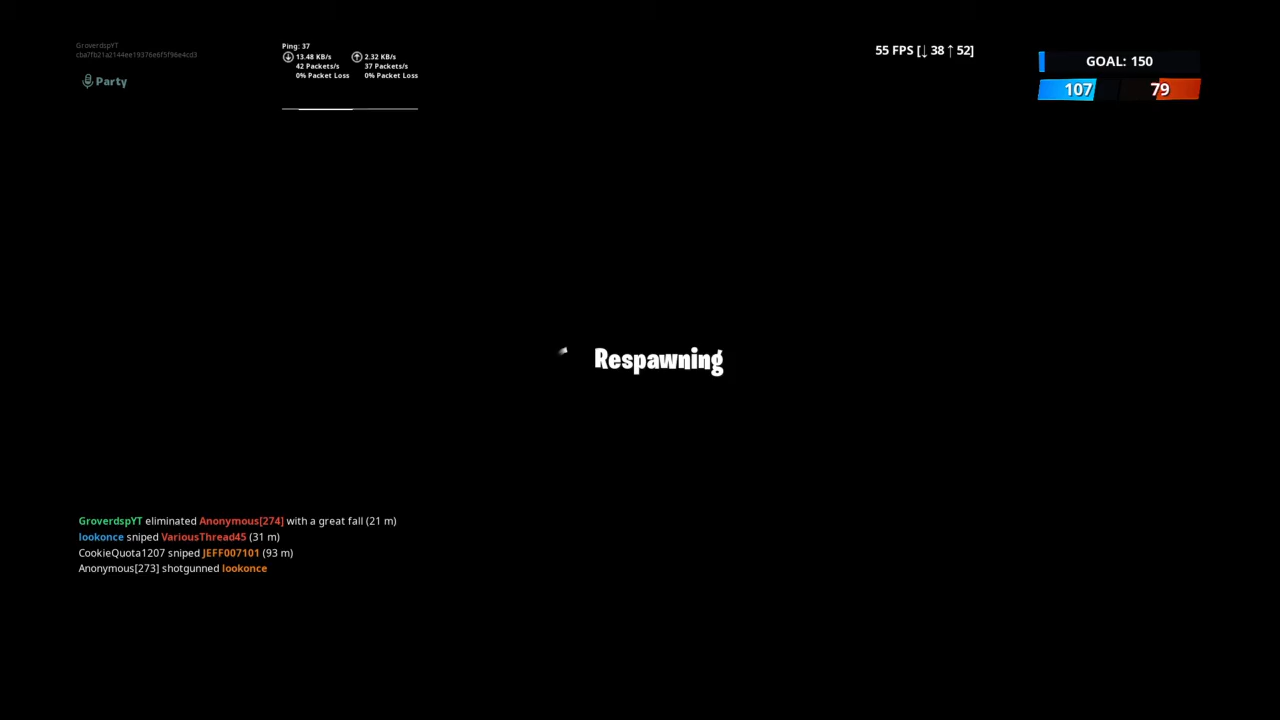 GroverdspYT
cba7fb21a2144ee19376e6f5f96e4cd3
Party
Ping: 37
13.48 KB/s 2.32 KB/s
42 Packets/s 37 Packets/s
0% Packet Loss 0% Packet Loss
55 FPS [↓ 38 ↑ 52]
GOAL: 150
107 79
Respawning
GroverdspYT eliminated Anonymous[274] with a great fall (21 m)
lookonce sniped VariousThread45 (31 m)
CookieQuota1207 sniped JEFF007101 (93 m)
Anonymous[273] shotgunned lookonce